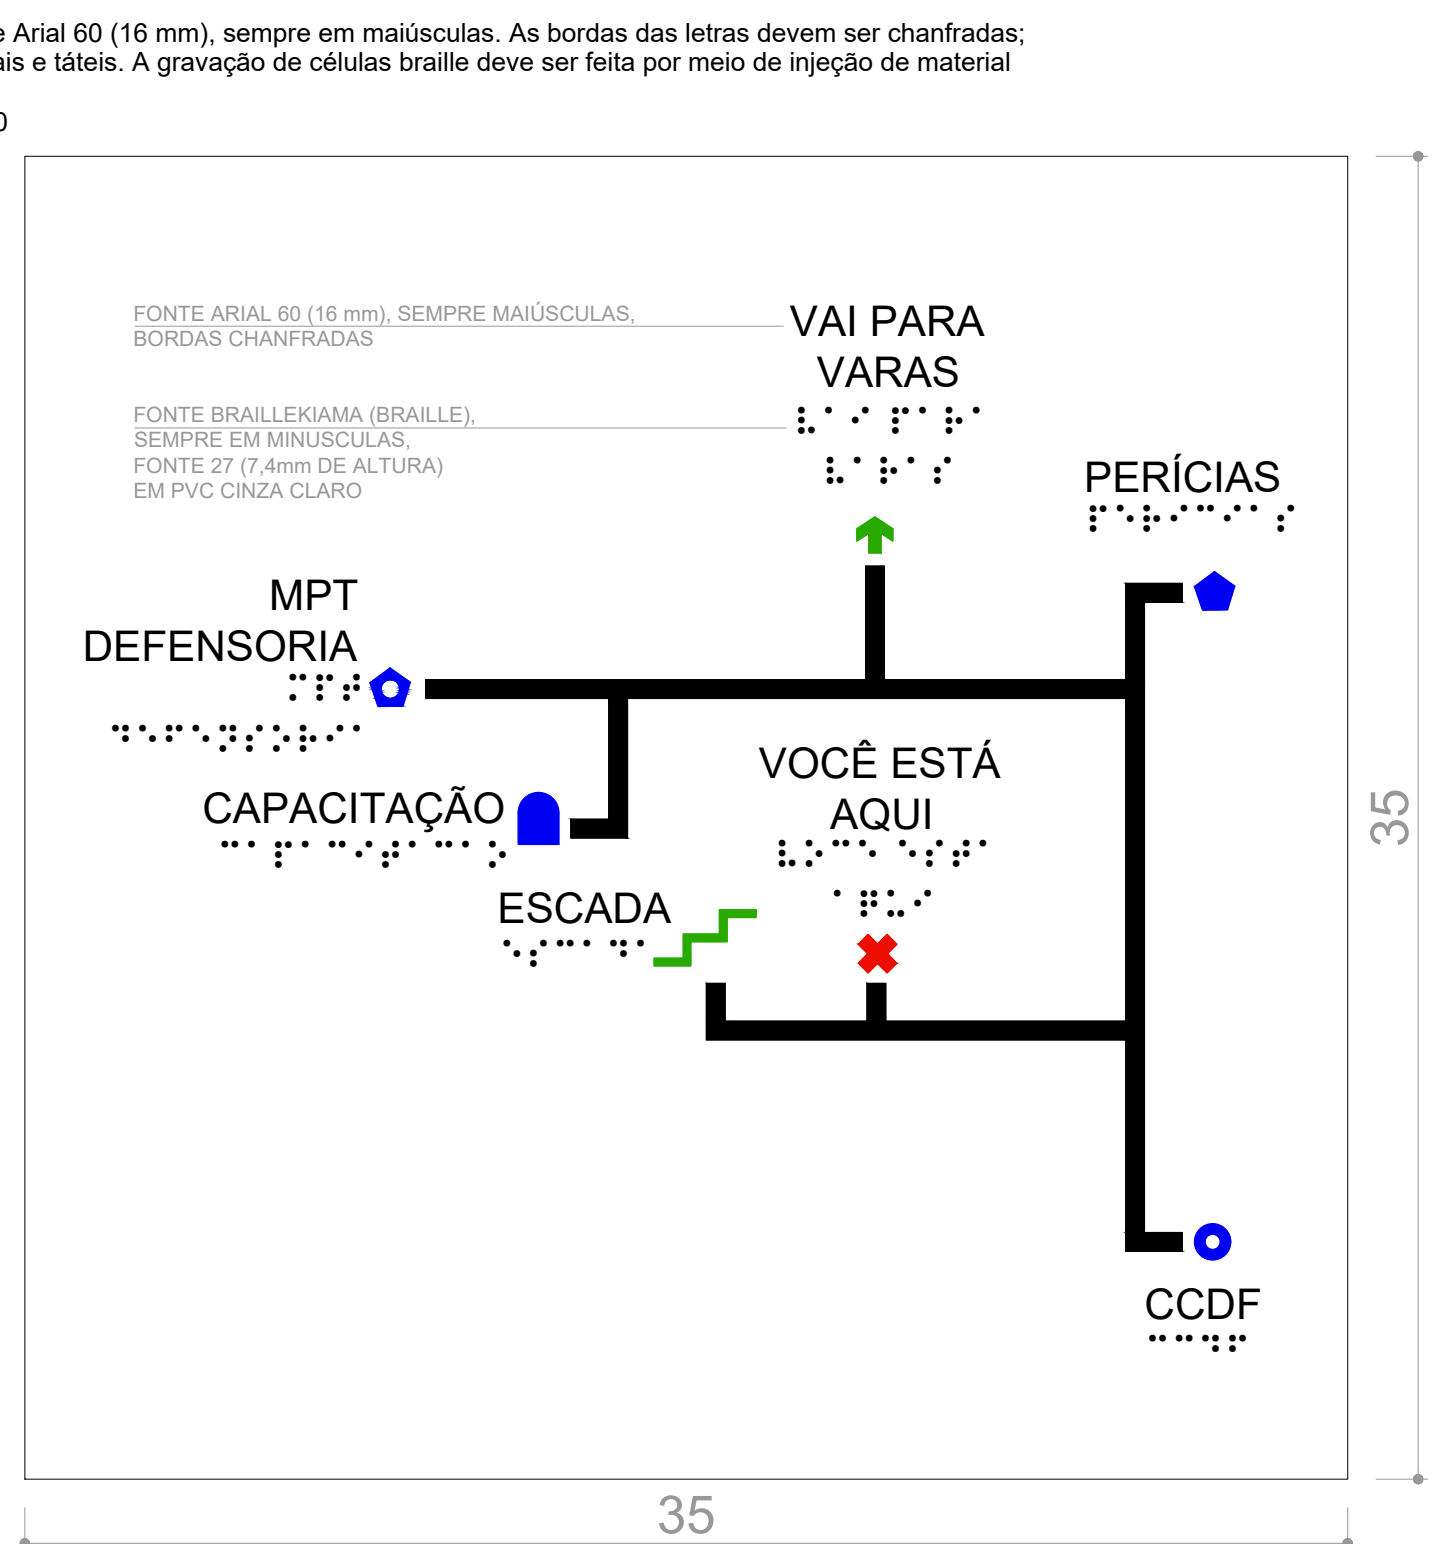 e Arial 60 (16 mm), sempre em maiúsculas. As bordas das letras devem ser chanfradas;
ais e táteis. A gravação de células braille deve ser feita por meio de injeção de material
0
FONTE ARIAL 60 (16 mm), SEMPRE MAIÚSCULAS,
BORDAS CHANFRADAS
VAI PARA
VARAS
FONTE BRAILLEKIAMA (BRAILLE),
SEMPRE EM MINUSCULAS,
FONTE 27 (7,4mm DE ALTURA)
EM PVC CINZA CLARO
PERÍCIAS
MPT
DEFENSORIA
VOCÊ ESTÁ
AQUI
CAPACITAÇÃO
ESCADA
CCDF
35
35